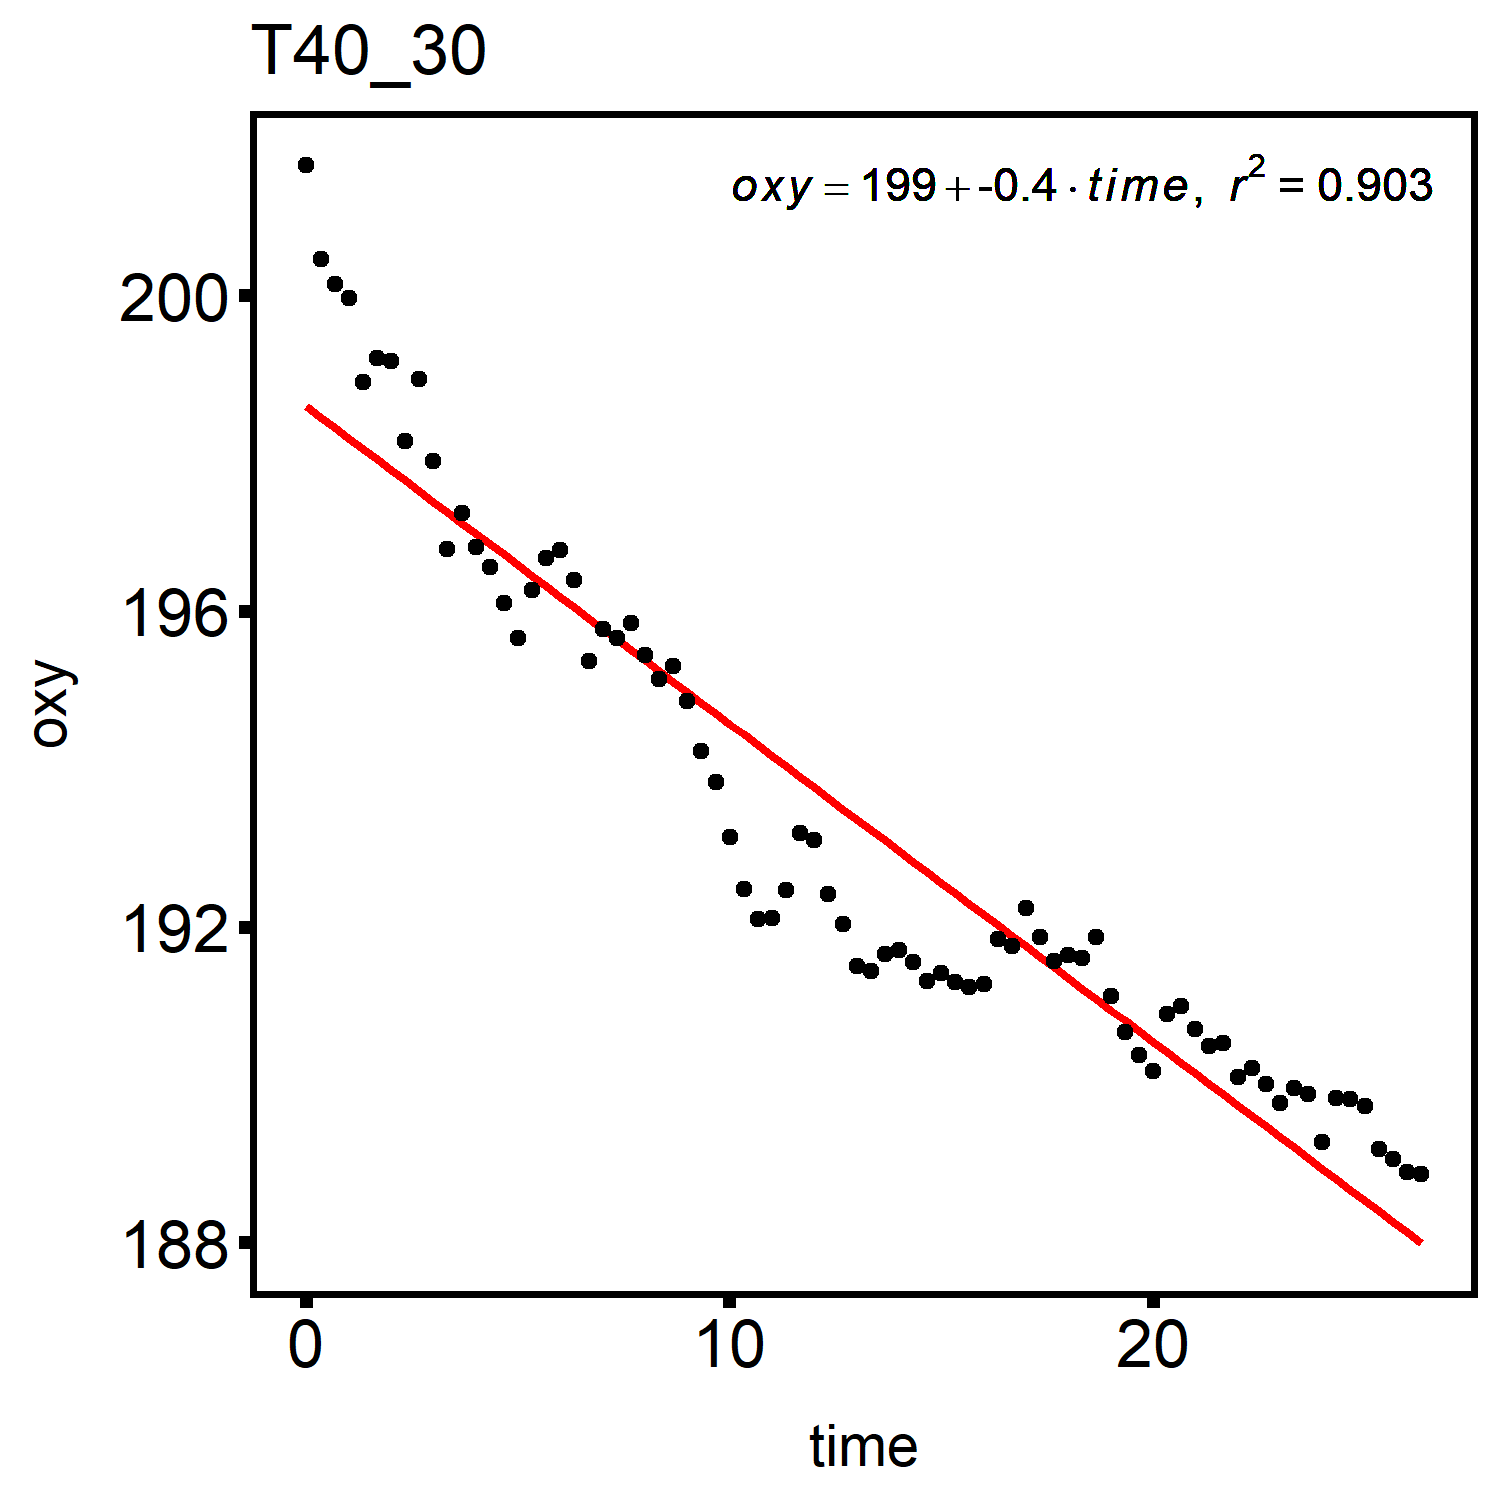 T40_30
oxy = 199 + -0.4 · time, r² = 0.903
200
196
192
188
oxy
0 10 20
time